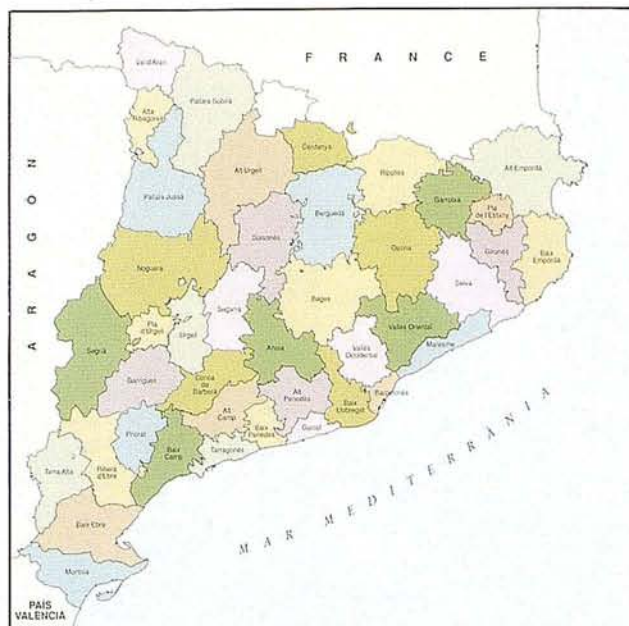 FRANCE
Val d'Aran
Pallars Sobirà
Alta
Ribagorça
Cerdanya
Alt Urgell
Ripollès
Alt Empordà
ARAGON
Pallars Jussà
Berguedà
Garrotxa
Pla
de l'Estany
Solsonès
Osona
Gironès
Baix
Empordà
Noguera
Bages
Selva
Segarra
Pla
d'Urgell
Urgell
Anoia
Vallès Oriental
Vallès
Occidental
Maresme
Segrià
Garrigues
Conca
de
Barberà
Alt
Penedès
Baix
Llobregat
Barcelonès
Alt
Camp
Baix
Penedès
Garraf
Priorat
Baix
Camp
Tarragonès
Terra Alta
Ribera
d'Ebre
Baix Ebre
Montsià
MAR MEDITERRÀNIA
PAÍS
VALENCIÀ